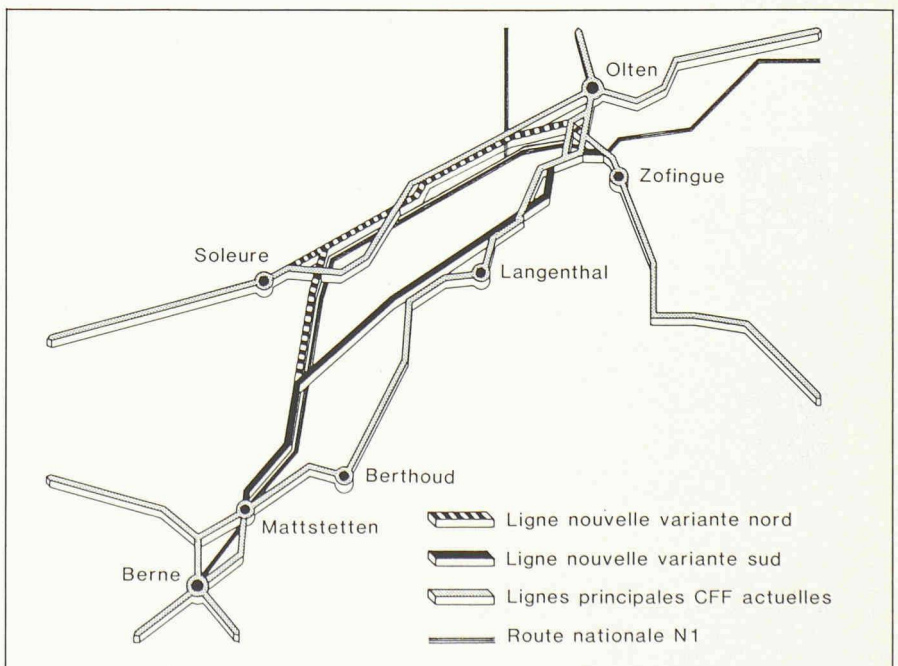 Olten
Zofingue
Soleure
Langenthal
Berthoud
Mattstetten
Berne
Ligne nouvelle variante nord
Ligne nouvelle variante sud
Lignes principales CFF actuelles
Route nationale N1